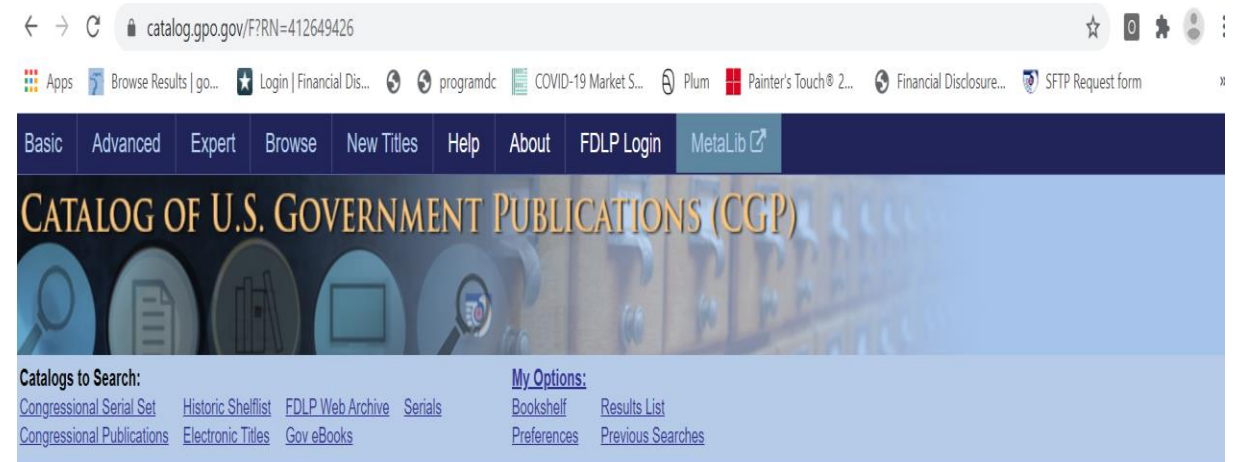 catalog.gpo.gov/F?RN=412649426
Apps Browse Resu lts | go... Login | Financial Dis... programdc COVID-19 Market S... Plum Painter's Touch® 2... Financial Disclosure... SFTP Request form »
Basic Advanced Expert Browse New Titles Help About FDLP Login MetaLib
CATALOG OF U.S. GOVERNMENT PUBLICATIONS (CGP)
Catalogs to Search: My Options:
Congressional Serial Set Historic Shelflist FDLP Web Archive Serials Bookshelf Results List
Congressional Publications Electronic Titles Gov eBooks Preferences Previous Searches